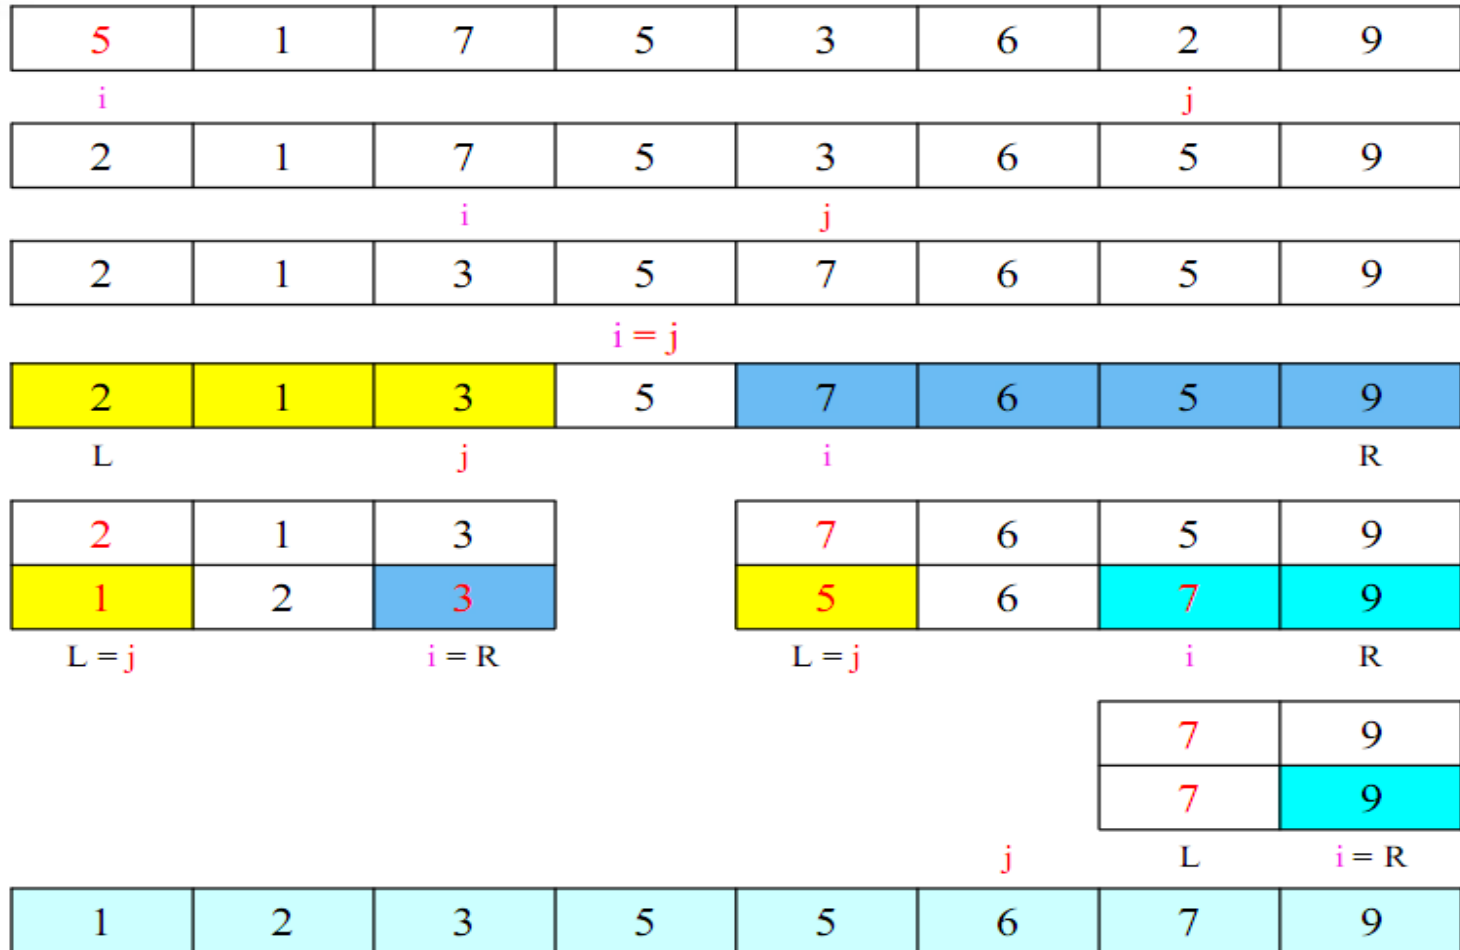 5 1 7 5 3 6 2 9
i j
2 1 7 5 3 6 5 9
i j
2 1 3 5 7 6 5 9
i = j
2 1 3 5 7 6 5 9
L j i R
2 1 3 7 6 5 9
1 2 3 5 6 7 9
L = j i = R L = j i R
7 9
7 9
j L i = R
1 2 3 5 5 6 7 9